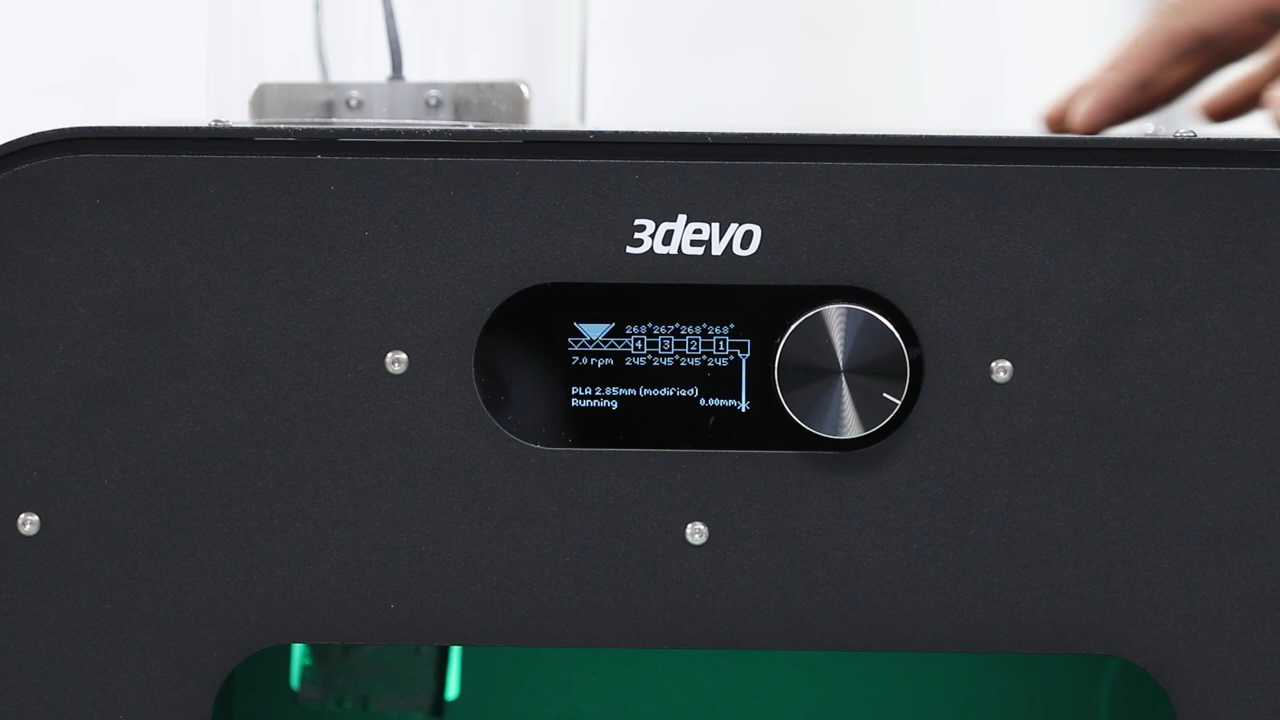 3devo
268° 267° 268° 268°
4 3 2 1
7.0 rpm 245° 245° 245° 245°
PLA 2.85mm (modified)
Running 0.00mm